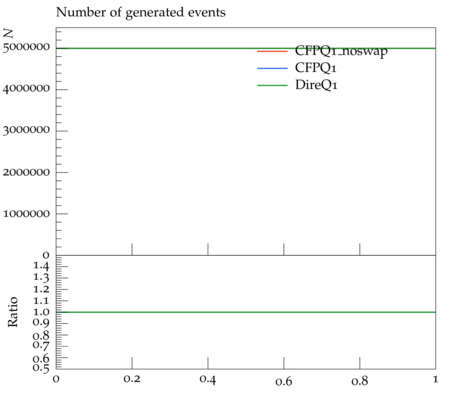 Number of generated events
N
5000000
4000000
3000000
2000000
1000000
0
CFPQ1_noswap
CFPQ1
DireQ1
Ratio
1.4
1.3
1.2
1.1
1.0
0.9
0.8
0.7
0.6
0.5
0 0.2 0.4 0.6 0.8 1